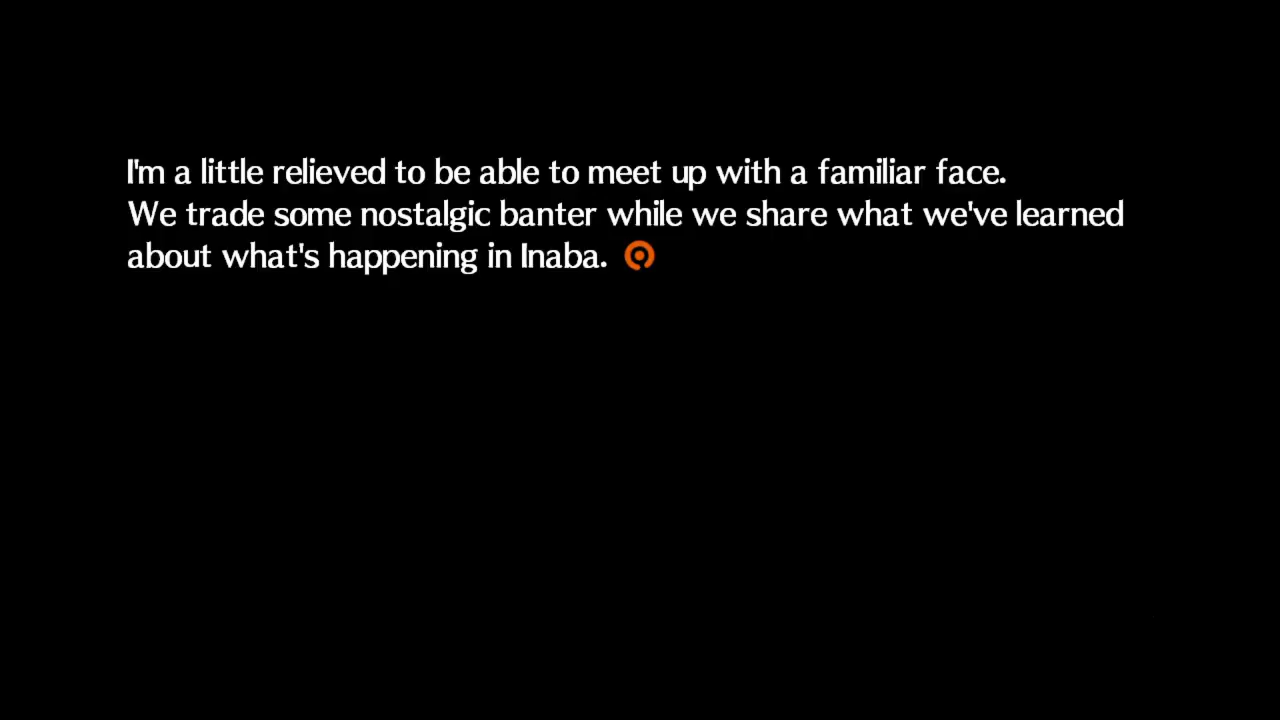 I'm a little relieved to be able to meet up with a familiar face.
We trade some nostalgic banter while we share what we've learned
about what's happening in Inaba.